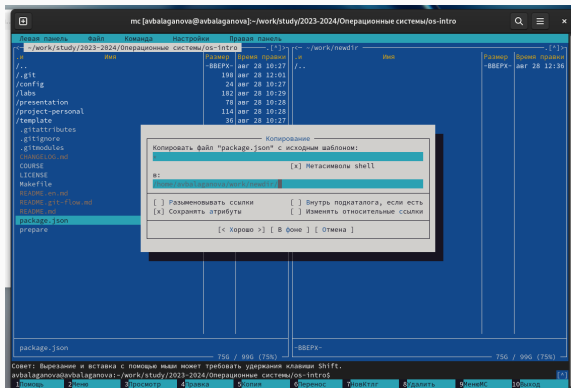 mc [avbalaganova@avbalaganova]:~/work/study/2023-2024/Операционные системы/os-intro
Левая панель Файл Команда Настройки Правая панель
~/work/study/2023-2024/Операционные системы/os-intro .[^]> <- ~/work/newdir .[^]>
.и Имя Размер Время правки .и Имя Размер Время правки
/.. -ВВЕРХ- авг 28 10:27 /.. -ВВЕРХ- авг 28 12:36
/.git 198 авг 28 12:01
/config 24 авг 28 10:27
/labs 102 авг 28 10:29
/presentation 78 авг 28 10:28
/project-personal 114 авг 28 10:28
/template 36 авг 28 10:27
.gitattributes
.gitignore
.gitmodules
CHANGELOG.md
COURSE
LICENSE
Makefile
README.en.md
README.git-flow.md
README.md
package.json
prepare
Копирование
Копировать файл "package.json" с исходным шаблоном:
*
[x] Метасимволы shell
в:
/home/avbalaganova/work/newdir/
[ ] Разыменовывать ссылки [ ] Внутрь подкаталога, если есть
[x] Сохранять атрибуты [ ] Изменять относительные ссылки
[< Хорошо >] [ В фоне ] [ Отмена ]
package.json -ВВЕРХ-
75G / 99G (75%) 75G / 99G (75%)
Совет: Вырезание и вставка с помощью мыши может требовать удержания клавиши Shift.
avbalaganova@avbalaganova:~/work/study/2023-2024/Операционные системы/os-intro$ [^]
1Помощь 2Меню 3Просмотр 4Правка 5Копия 6Перенос 7НовКтлг 8Удалить 9МенюMC 10Выход